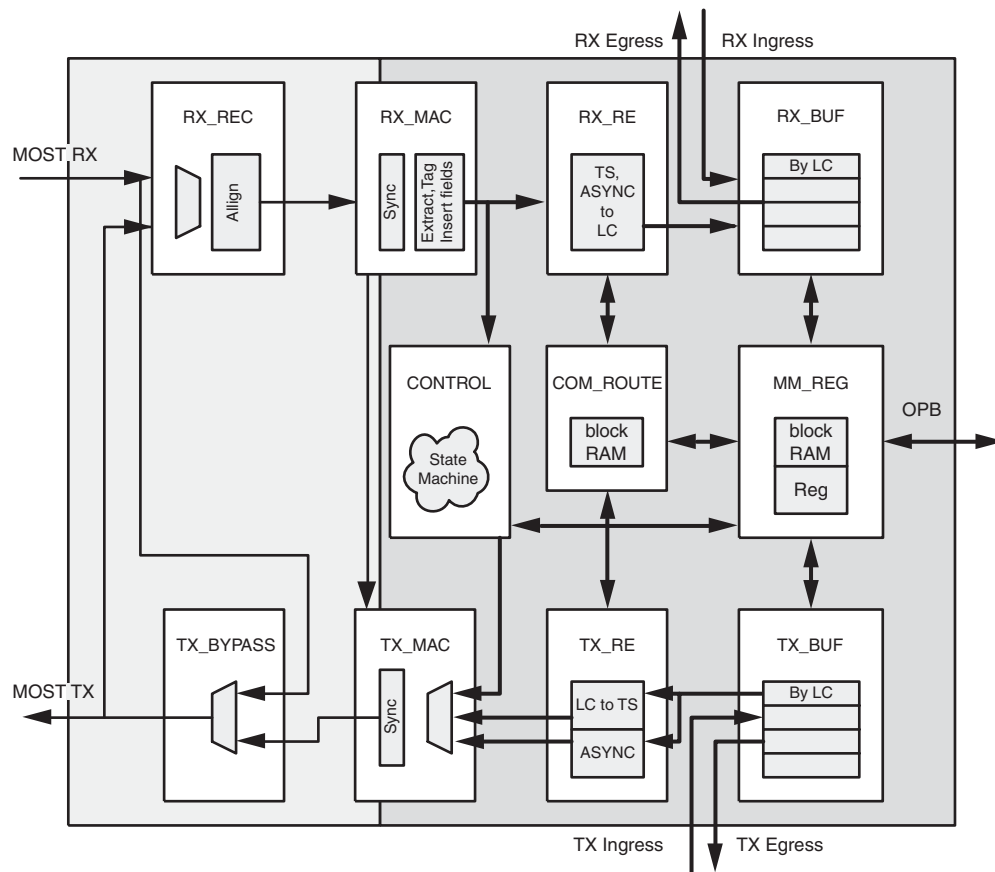 RX Egress
RX Ingress
RX_REC
RX_MAC
RX_RE
RX_BUF
MOST RX
Allign
Sync
Extract,Tag
Insert fields
TS,
ASYNC
to
LC
By LC
CONTROL
State
Machine
COM_ROUTE
block
RAM
MM_REG
block
RAM
Reg
OPB
TX_BYPASS
TX_MAC
TX_RE
TX_BUF
MOST TX
Sync
LC to TS
ASYNC
By LC
TX Ingress
TX Egress